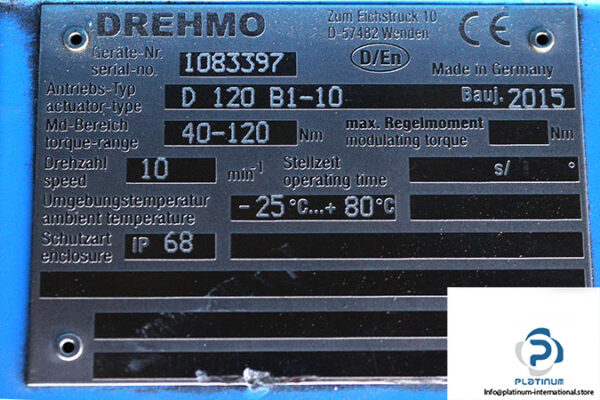 DREHMO
Zum Eichstruck 10
D-57482 Wenden
CE
Geräte-Nr.
serial-no.
1083397
D/En
Made in Germany
Antriebs-Typ
actuator-type
D 120 B1-10
Bauj. 2015
Md-Bereich
torque-range
40-120 Nm
max. Regelmoment
modulating torque
Nm
Drehzahl
speed
10 min⁻¹
Stellzeit
operating time
s/ °
Umgebungstemperatur
ambient temperature
-25°C...+80°C
Schutzart
enclosure
IP 68
PLATINUM
Info@platinum-international.store